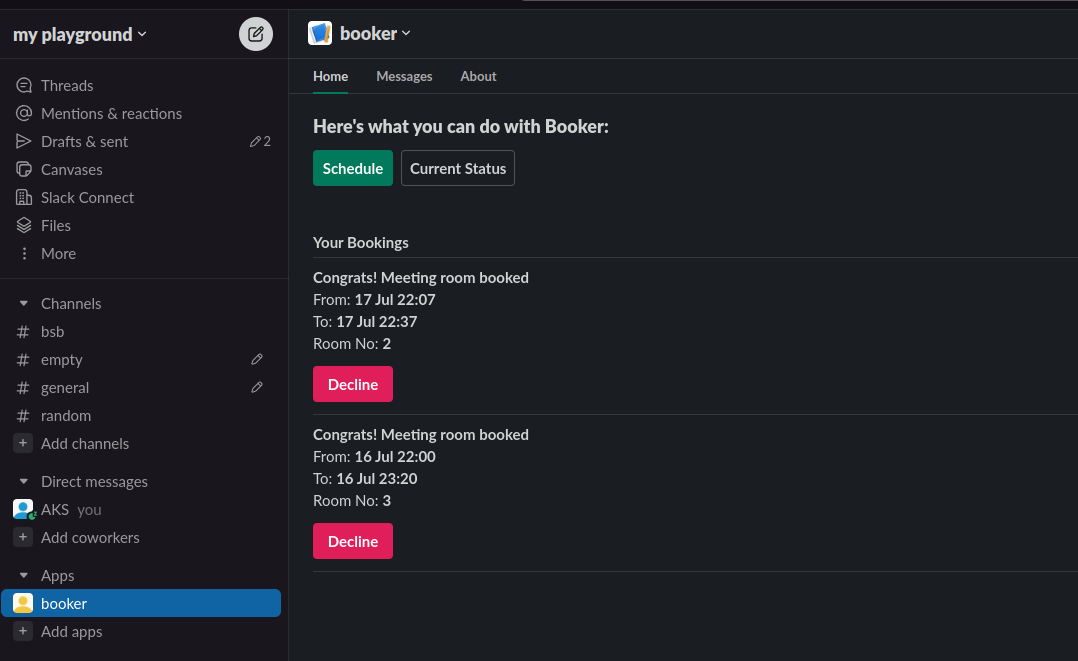 my playground
Threads
Mentions & reactions
Drafts & sent 2
Canvases
Slack Connect
Files
More
Channels
# bsb
# empty
# general
# random
+ Add channels
Direct messages
AKS you
+ Add coworkers
Apps
booker
+ Add apps
booker
Home Messages About
Here's what you can do with Booker:
Schedule Current Status
Your Bookings
Congrats! Meeting room booked
From: 17 Jul 22:07
To: 17 Jul 22:37
Room No: 2
Decline
Congrats! Meeting room booked
From: 16 Jul 22:00
To: 16 Jul 23:20
Room No: 3
Decline